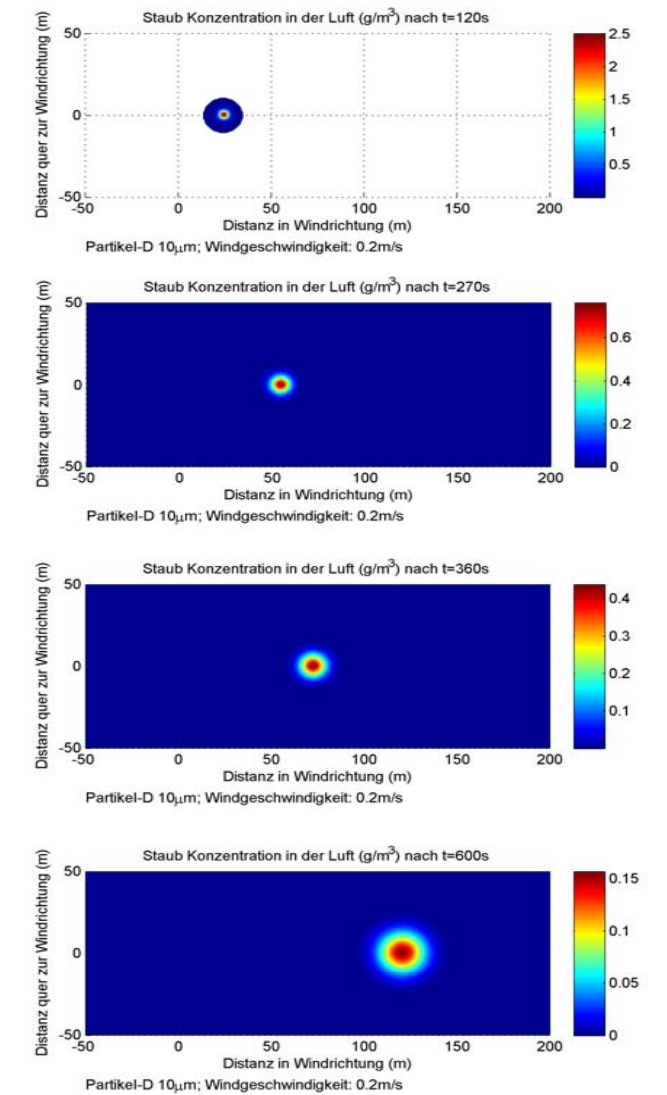 Staub Konzentration in der Luft (g/m³) nach t=120s
Distanz quer zur Windrichtung (m)
50
0
-50
-50 0 50 100 150 200
2.5
2
1.5
1
0.5
Distanz in Windrichtung (m)
Partikel-D 10μm; Windgeschwindigkeit: 0.2m/s
Staub Konzentration in der Luft (g/m³) nach t=270s
Distanz quer zur Windrichtung (m)
50
0
-50
-50 0 50 100 150 200
0.6
0.4
0.2
0
Distanz in Windrichtung (m)
Partikel-D 10μm; Windgeschwindigkeit: 0.2m/s
Staub Konzentration in der Luft (g/m³) nach t=360s
Distanz quer zur Windrichtung (m)
50
0
-50
-50 0 50 100 150 200
0.4
0.3
0.2
0.1
Distanz in Windrichtung (m)
Partikel-D 10μm; Windgeschwindigkeit: 0.2m/s
Staub Konzentration in der Luft (g/m³) nach t=600s
Distanz quer zur Windrichtung (m)
50
0
-50
-50 0 50 100 150 200
0.15
0.1
0.05
0
Distanz in Windrichtung (m)
Partikel-D 10μm; Windgeschwindigkeit: 0.2m/s